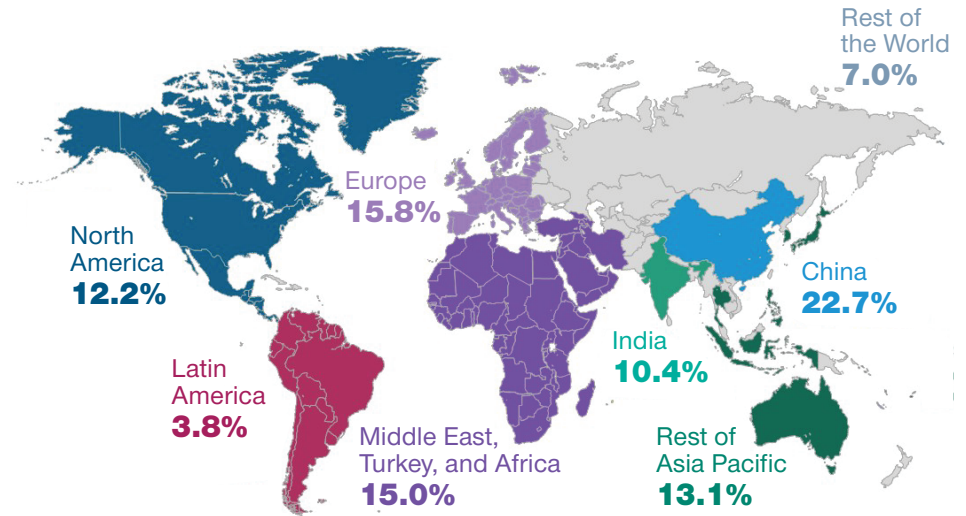 Rest of
the World
7.0%
Europe
15.8%
North
America
12.2%
China
22.7%
India
10.4%
Latin
America
3.8%
Middle East,
Turkey, and Africa
15.0%
Rest of
Asia Pacific
13.1%